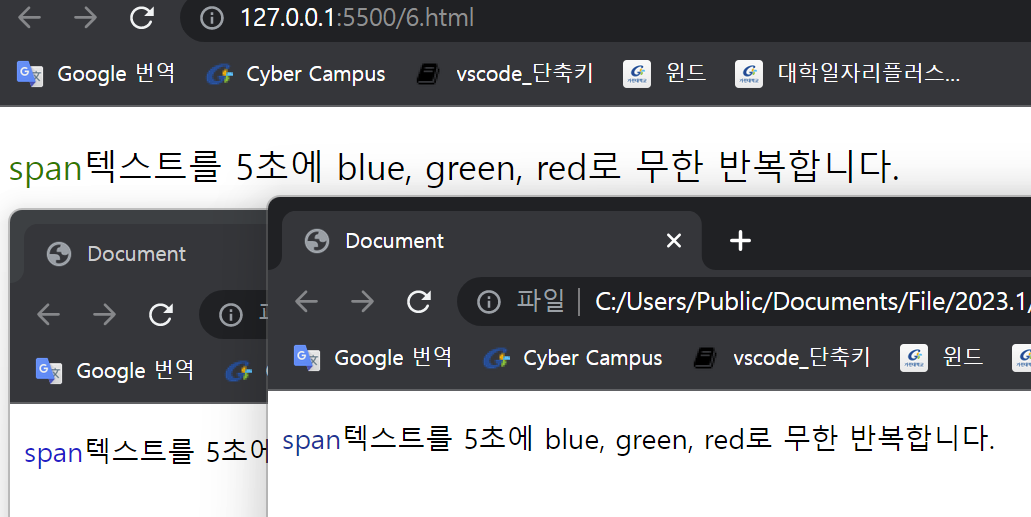 127.0.0.1:5500/6.html
Google 번역 Cyber Campus vscode_단축키 윈드 대학일자리플러스...
span텍스트를 5초에 blue, green, red로 무한 반복합니다.
Document
Google 번역
span텍스트를 5초에
Document
파일 C:/Users/Public/Documents/File/2023.1/
Google 번역 Cyber Campus vscode_단축키 윈드
span텍스트를 5초에 blue, green, red로 무한 반복합니다.